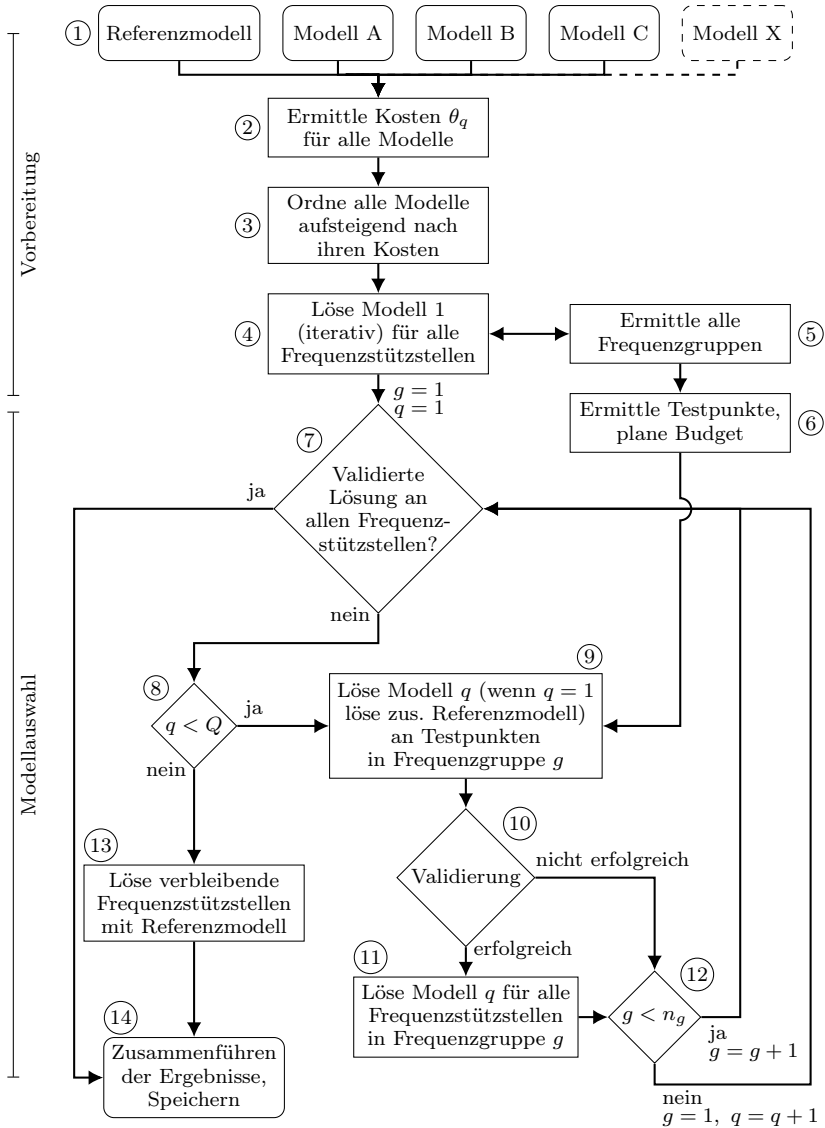 ① Referenzmodell Modell A Modell B Modell C Modell X
Vorbereitung
②
Ermittle Kosten θ_q
für alle Modelle
③
Ordne alle Modelle
aufsteigend nach
ihren Kosten
④
Löse Modell 1
(iterativ) für alle
Frequenzstützstellen
Ermittle alle
Frequenzgruppen
⑤
g = 1
q = 1
Ermittle Testpunkte,
plane Budget
⑥
Modellauswahl
⑦
Validierte
Lösung an
allen Frequenz-
stützstellen?
ja
nein
⑧
q < Q
ja
nein
⑨
Löse Modell q (wenn q = 1
löse zus. Referenzmodell)
an Testpunkten
in Frequenzgruppe g
⑩
Validierung
nicht erfolgreich
erfolgreich
⑪
Löse Modell q für alle
Frequenzstützstellen
in Frequenzgruppe g
⑫
g < n_g
ja
g = g + 1
nein
g = 1, q = q + 1
⑬
Löse verbleibende
Frequenzstützstellen
mit Referenzmodell
⑭
Zusammenführen
der Ergebnisse,
Speichern